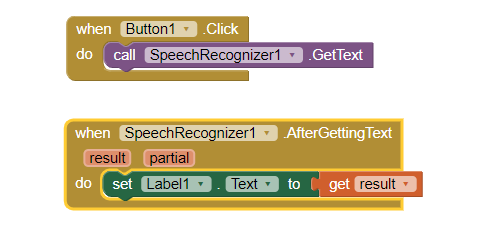 when Button1 .Click
do call SpeechRecognizer1 .GetText
when SpeechRecognizer1 .AfterGettingText
result partial
do set Label1 . Text to get result